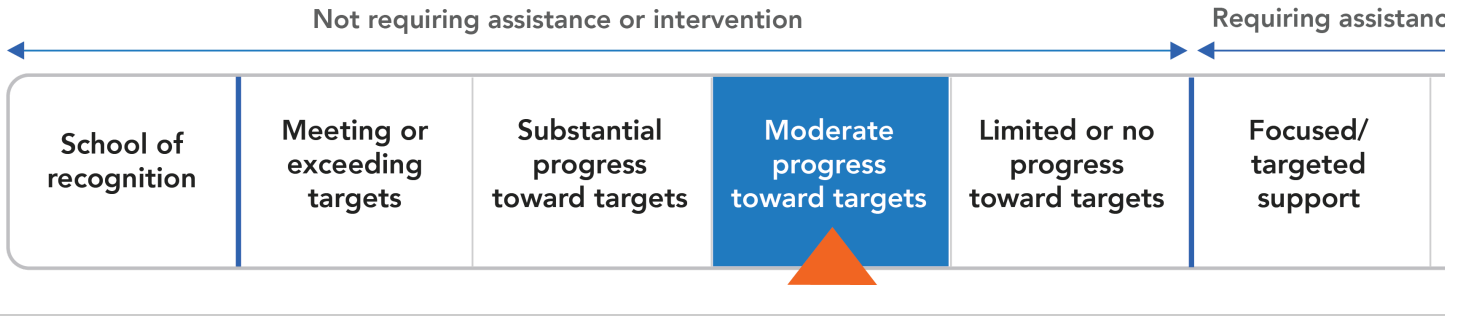 Not requiring assistance or intervention
Requiring
School of
recognition
Meeting or
exceeding
targets
Substantial
progress
toward targets
Moderate
progress
toward targets
Limited or no
progress
toward targets
Focused/
targeted
support